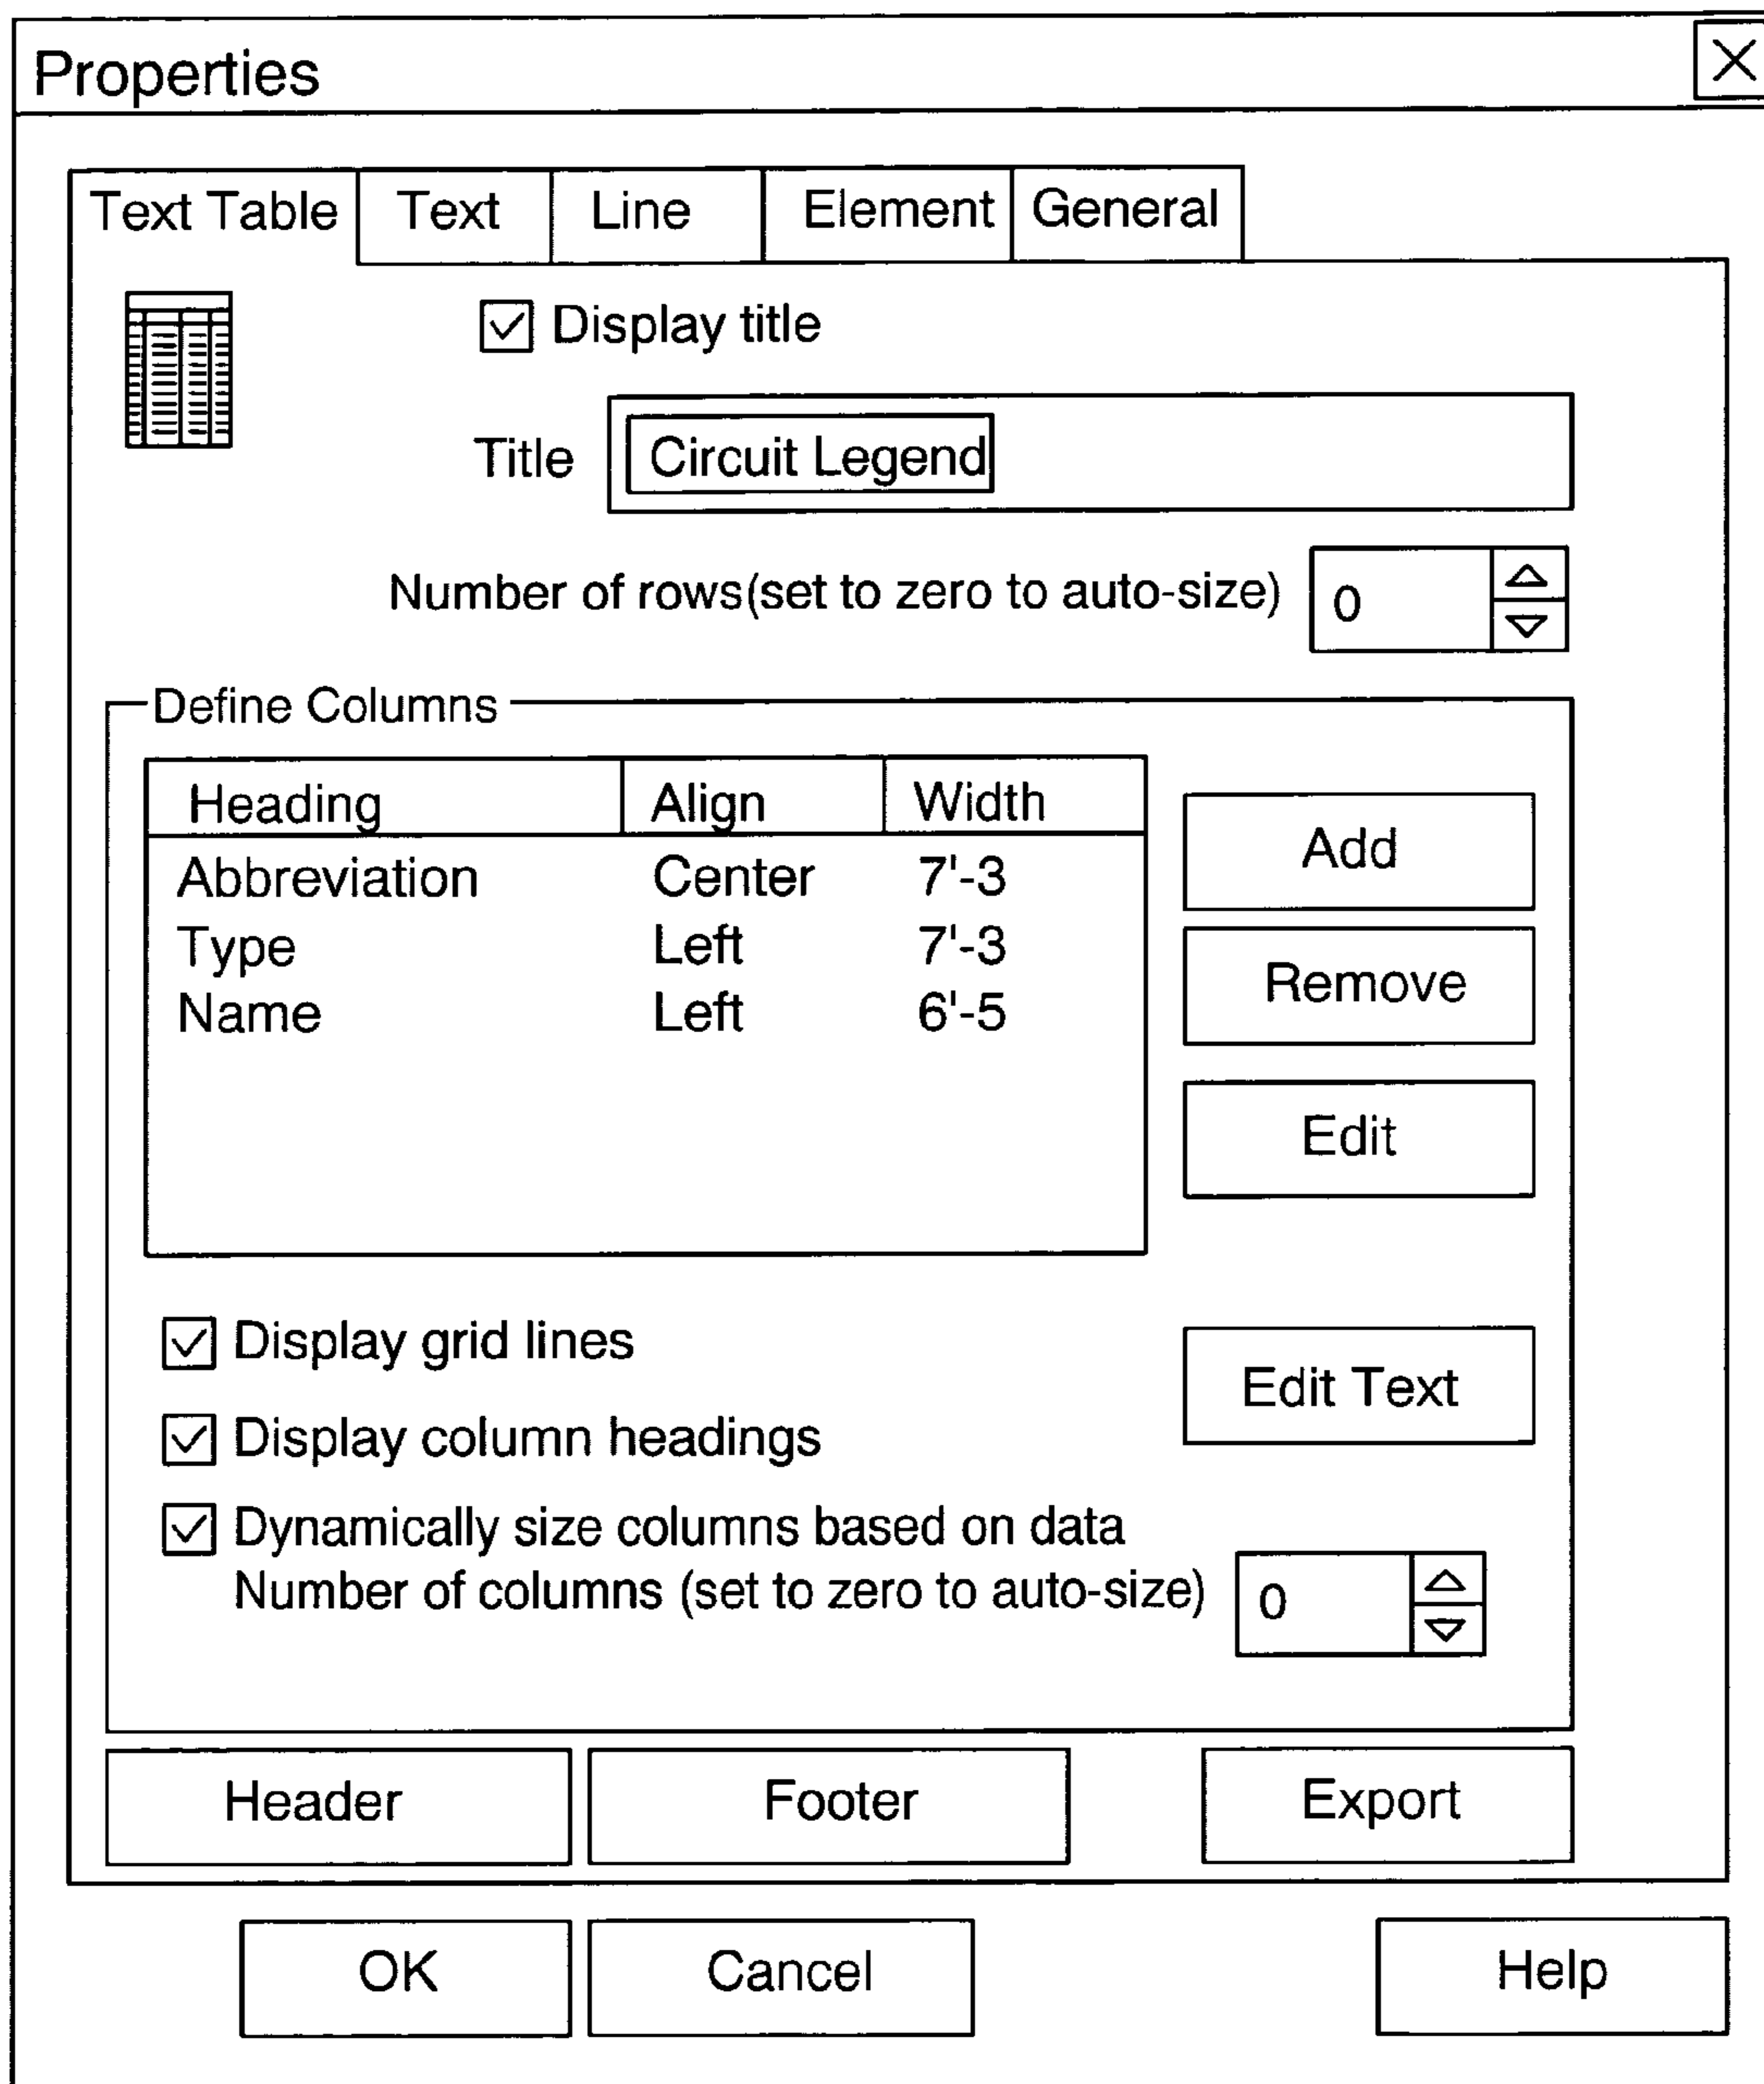 Properties
Text Table Text Line Element General
Display title
Title Circuit Legend
Number of rows(set to zero to auto-size) 0
Define Columns
Heading Align Width
Abbreviation Center 7'-3
Type Left 7'-3
Name Left 6'-5
Add
Remove
Edit
Display grid lines
Display column headings
Edit Text
Dynamically size columns based on data
Number of columns (set to zero to auto-size) 0
Header Footer Export
OK Cancel Help